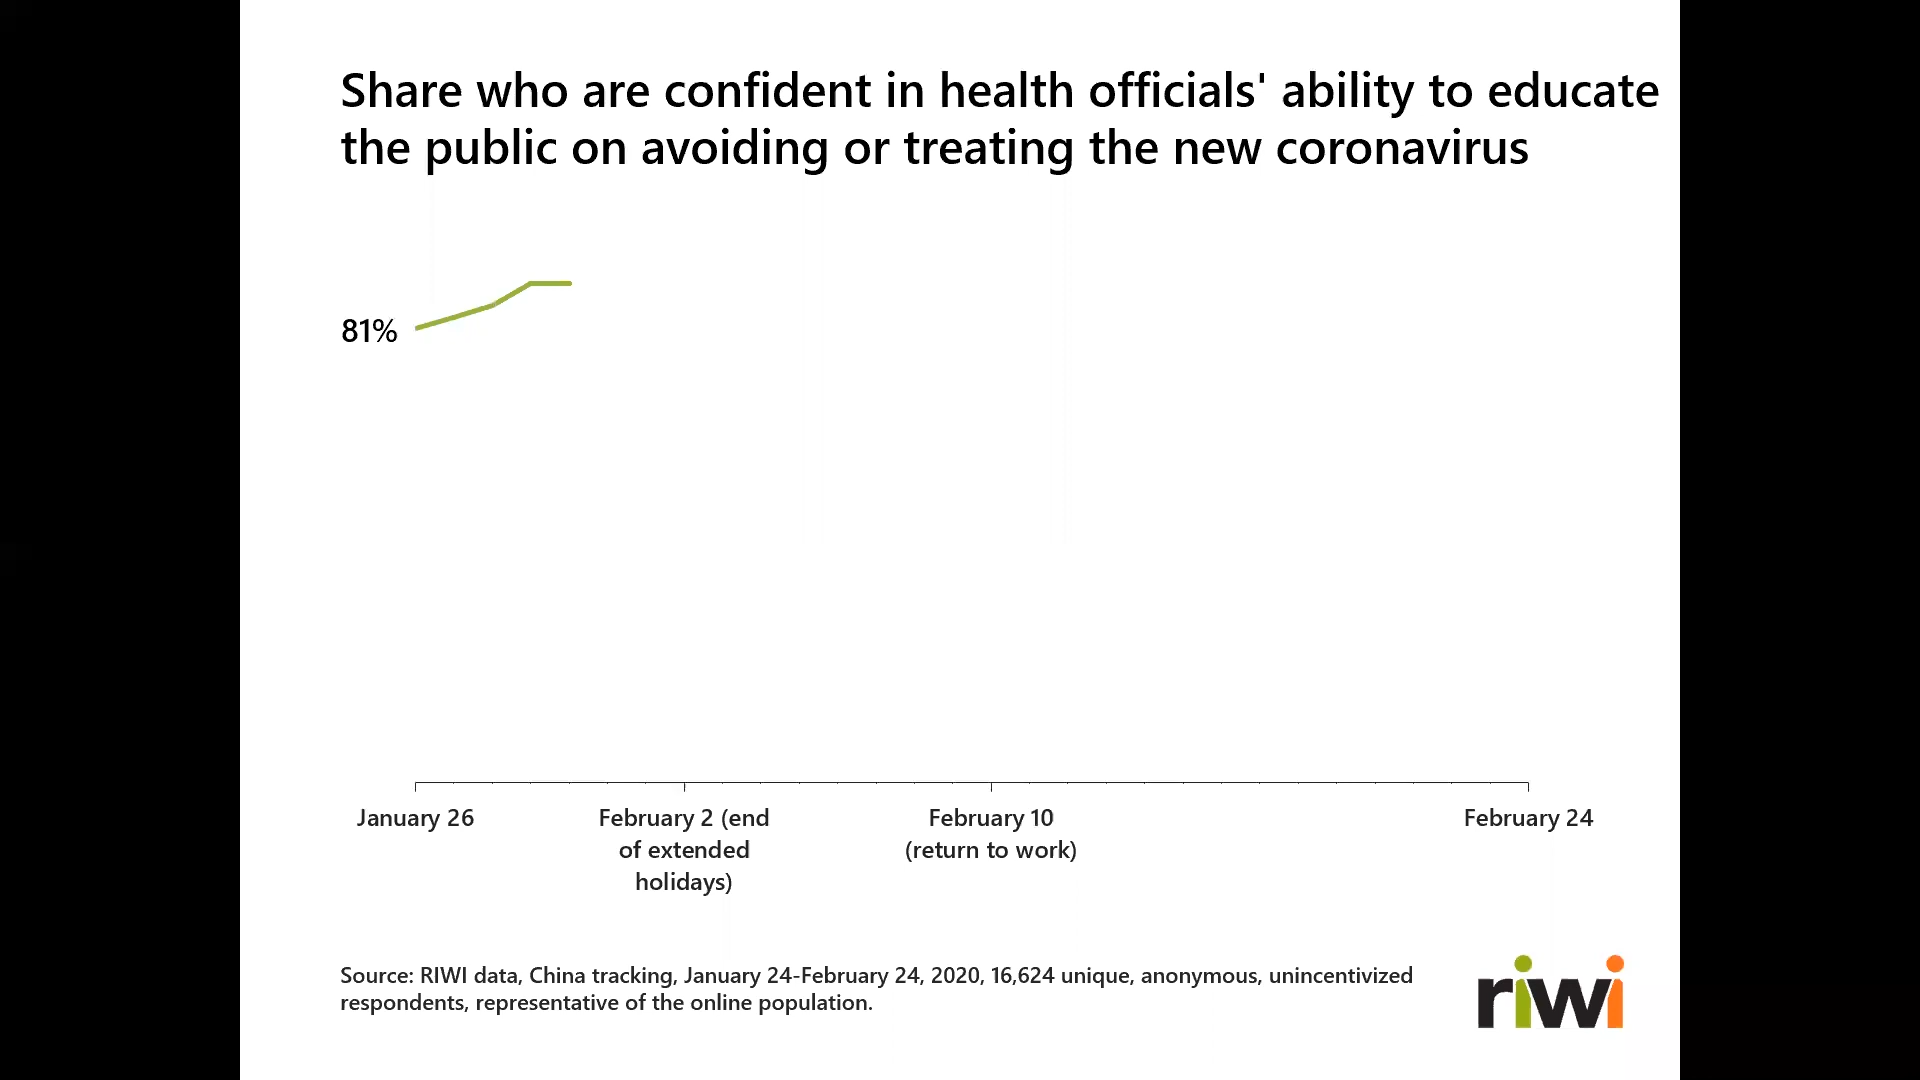 Share who are confident in health officials' ability to educate
the public on avoiding or treating the new coronavirus
81%
January 26
February 2 (end
of extended
holidays)
February 10
(return to work)
February 24
Source: RIWI data, China tracking, January 24-February 24, 2020, 16,624 unique, anonymous, unincentivized
respondents, representative of the online population.
riwi